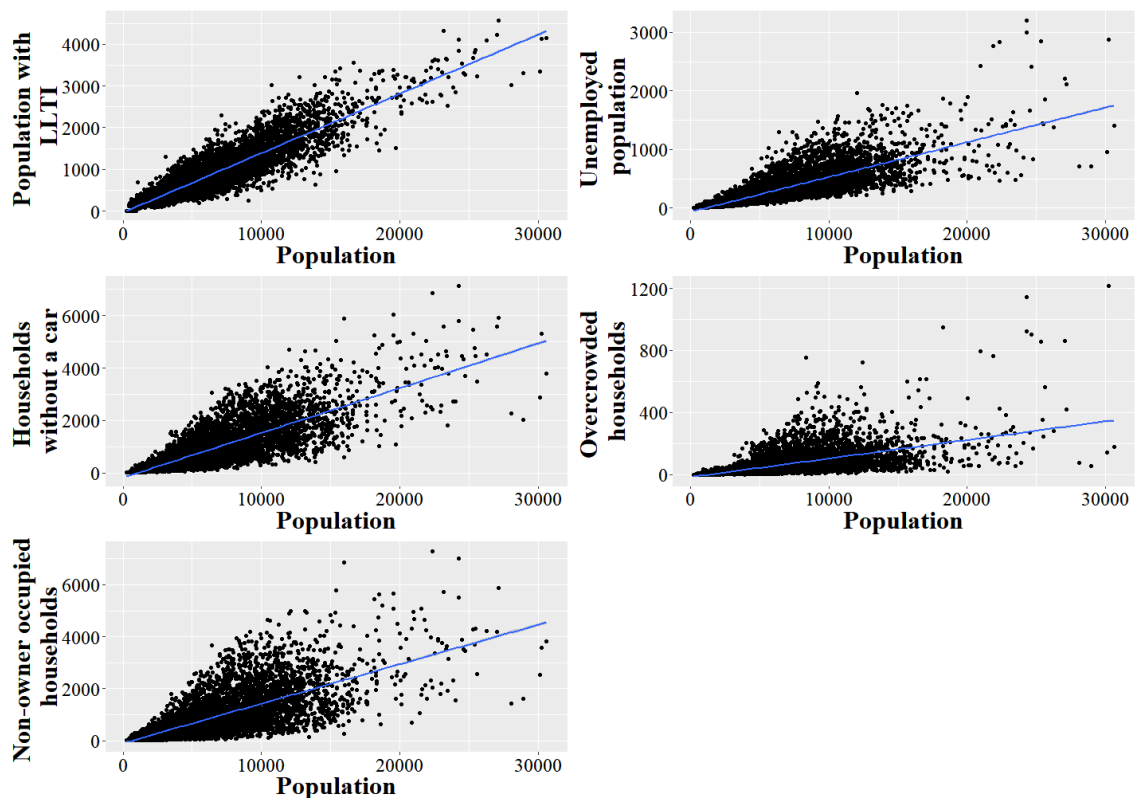 Population with
LLTI
4000
3000
2000
1000
0
0 10000 20000 30000
Population
Unemployed
population
3000
2000
1000
0
0 10000 20000 30000
Population
Households
without a car
6000
4000
2000
0
0 10000 20000 30000
Population
Overcrowded
households
1200
800
400
0
0 10000 20000 30000
Population
Non-owner occupied
households
6000
4000
2000
0
0 10000 20000 30000
Population